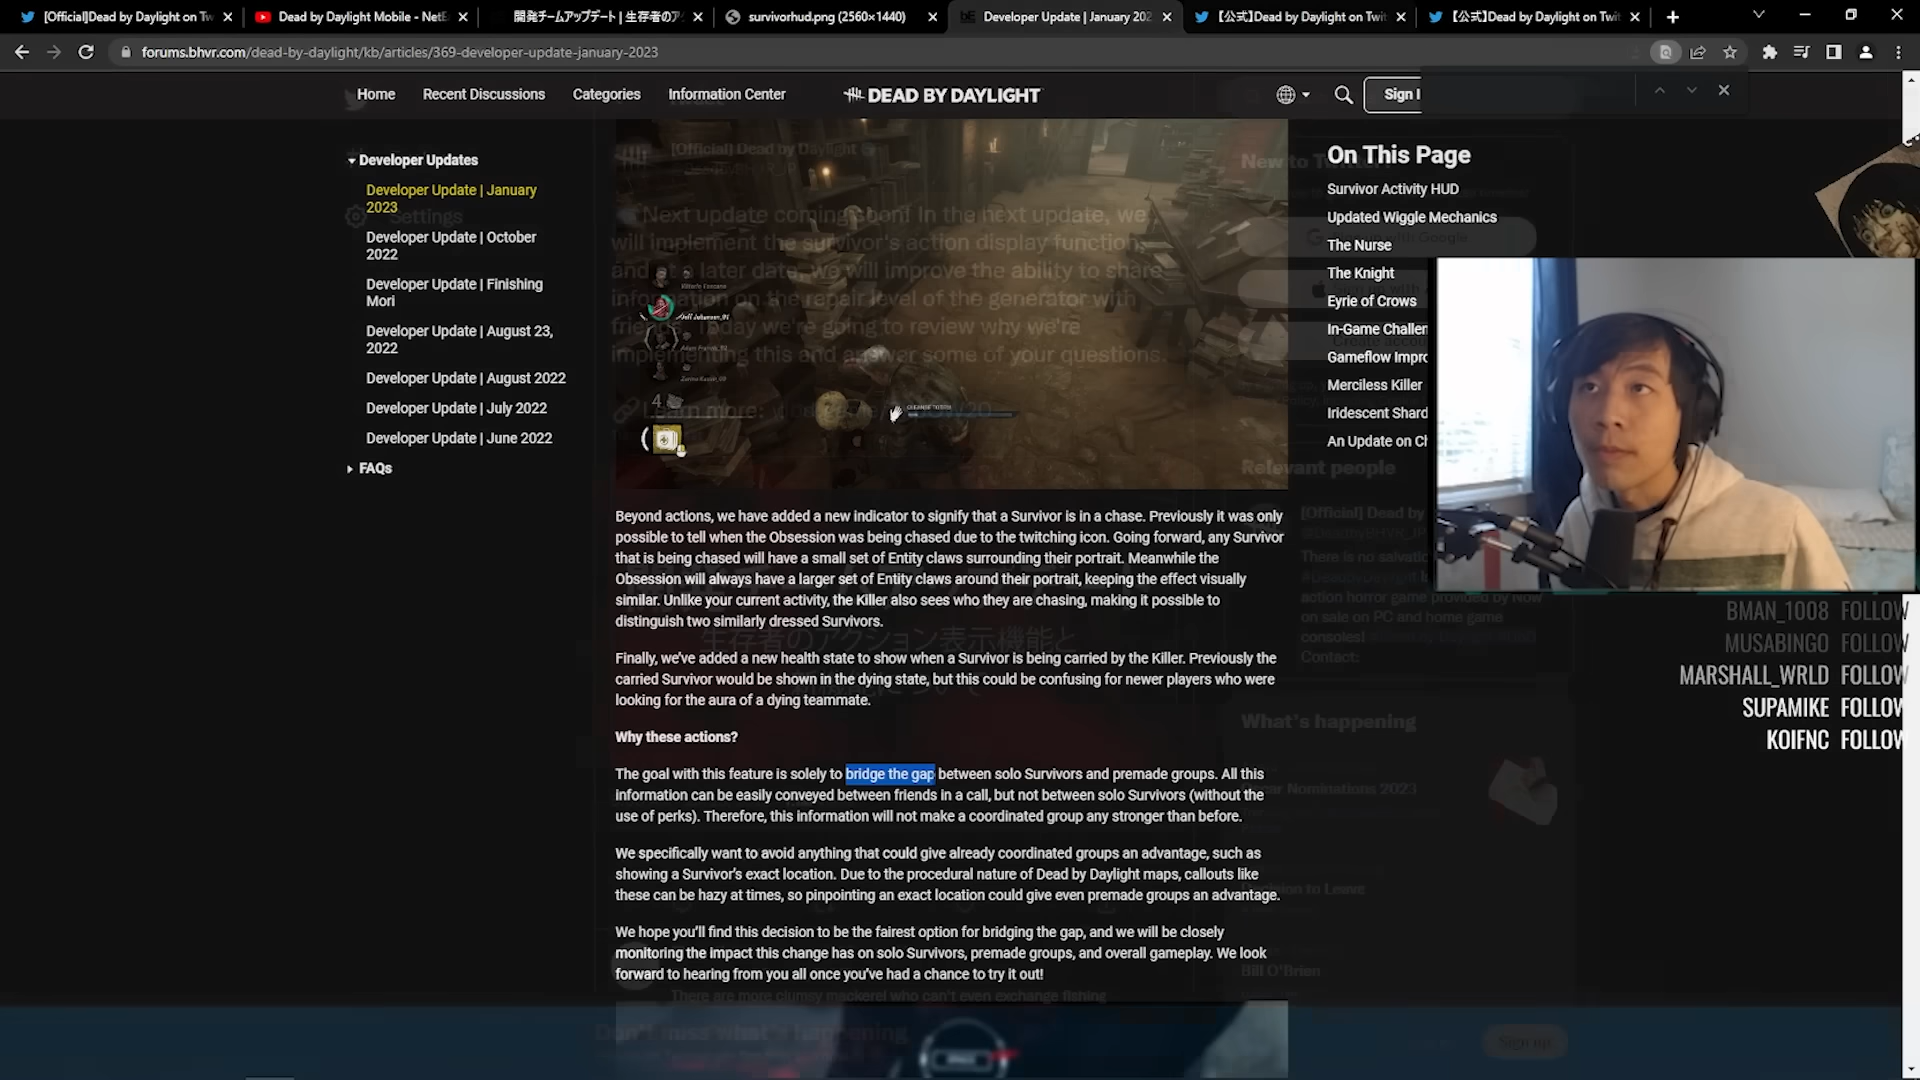 [Official]Dead by Daylight on Tw
Dead by Daylight Mobile - NetE
開発チームアップデート | 生存者のア
survivorhud.png (2560×1440)
Developer Update | January 202
【公式】Dead by Daylight on Twit
【公式】Dead by Daylight on Twit
forums.bhvr.com/dead-by-daylight/kb/articles/369-developer-update-january-2023
Home
Recent Discussions
Categories
Information Center
DEAD BY DAYLIGHT
Sign I
Developer Updates
Developer Update | January
2023
Settings
Developer Update | October
2022
Developer Update | Finishing
Mori
Developer Update | August 23,
2022
Developer Update | August 2022
Developer Update | July 2022
Developer Update | June 2022
FAQs
[Official] Dead by Daylight
Next update coming soon! In the next update, we
will implement the survivor's action display function,
and at a later date, we will improve the ability to share
information on the repair level of the generator with
friends. Today we're going to review why we're
implementing this and answer some of your questions.
Learn more:
4
CLEANSE TOTEM
Beyond actions, we have added a new indicator to signify that a Survivor is in a chase. Previously it was only
possible to tell when the Obsession was being chased due to the twitching icon. Going forward, any Survivor
that is being chased will have a small set of Entity claws surrounding their portrait. Meanwhile the
Obsession will always have a larger set of Entity claws around their portrait, keeping the effect visually
similar. Unlike your current activity, the Killer also sees who they are chasing, making it possible to
distinguish two similarly dressed Survivors.
生存者のアクション表示機能と
Finally, we've added a new health state to show when a Survivor is being carried by the Killer. Previously the
carried Survivor would be shown in the dying state, but this could be confusing for newer players who were
looking for the aura of a dying teammate.
Why these actions?
The goal with this feature is solely to bridge the gap between solo Survivors and premade groups. All this
information can be easily conveyed between friends in a call, but not between solo Survivors (without the
use of perks). Therefore, this information will not make a coordinated group any stronger than before.
We specifically want to avoid anything that could give already coordinated groups an advantage, such as
showing a Survivor's exact location. Due to the procedural nature of Dead by Daylight maps, callouts like
these can be hazy at times, so pinpointing an exact location could give even premade groups an advantage.
We hope you'll find this decision to be the fairest option for bridging the gap, and we will be closely
monitoring the impact this change has on solo Survivors, premade groups, and overall gameplay. We look
forward to hearing from you all once you've had a chance to try it out!
There are more clumsy mackerel who can't even exchange fishing
Don't miss what's happening
On This Page
Survivor Activity HUD
Updated Wiggle Mechanics
The Nurse
The Knight
Eyrie of Crows
In-Game Challen
Gameflow Impro
Merciless Killer
Iridescent Shard
An Update on Ch
Relevant people
[Official] Dead by
There is no salvati
action horror game provided by
on sale on PC and home game
consoles!
Contact:
What's happening
Oscar Nominations 2023
Decision to Leave
Bill O'Brien
Sign up
BMAN_1008 FOLLOW
MUSABINGO FOLLOW
MARSHALL_WRLD FOLLOW
SUPAMIKE FOLLOW
KOIFNC FOLLOW